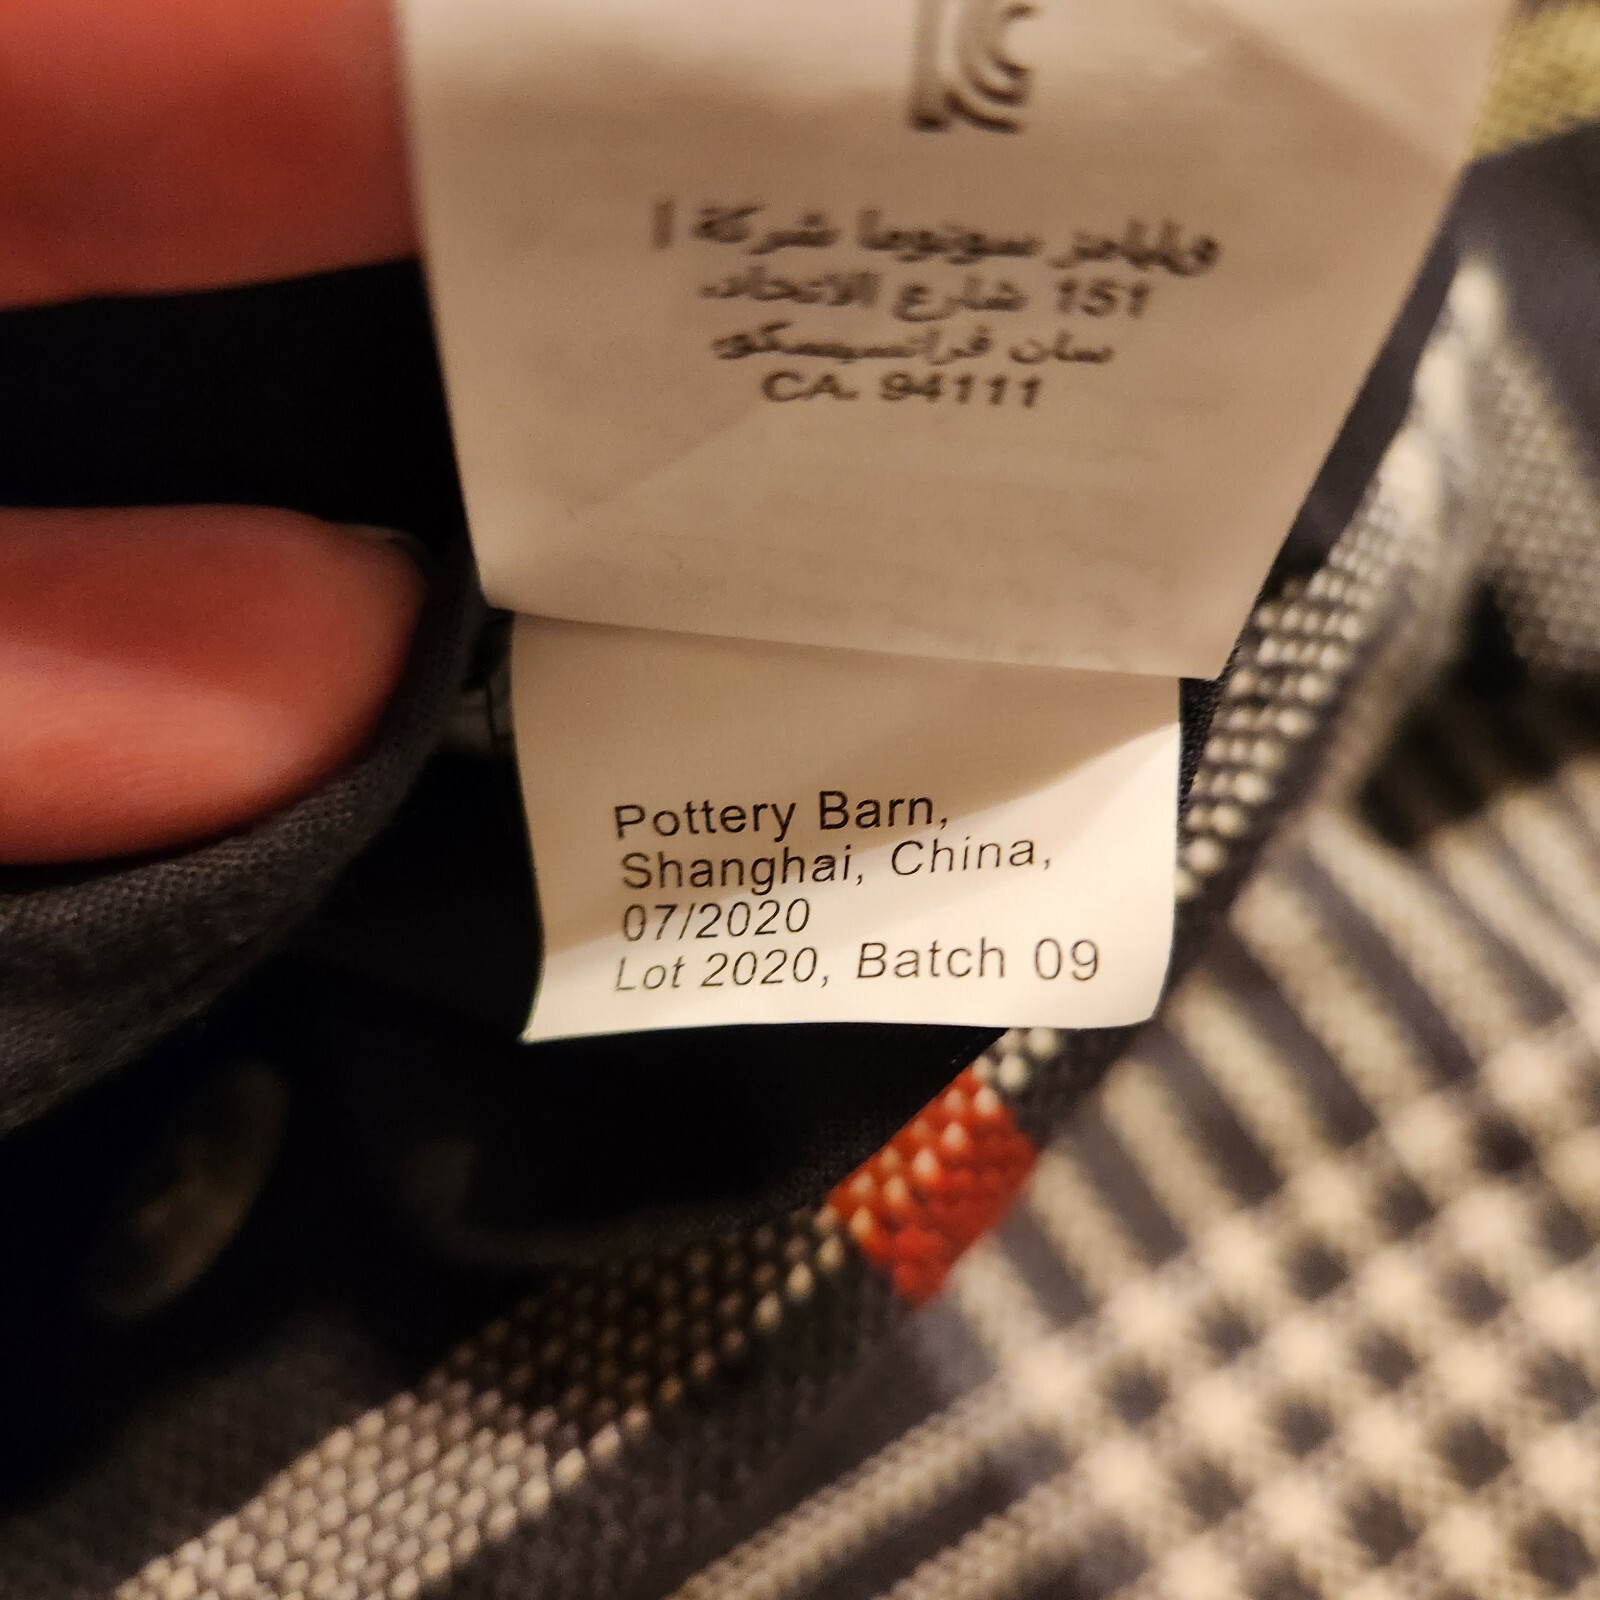 وليامز سونوما شركة ا
151 شارع الاتحاد،
سان فرانسيسكو
CA. 94111
Pottery Barn,
Shanghai, China,
07/2020
Lot 2020, Batch 09